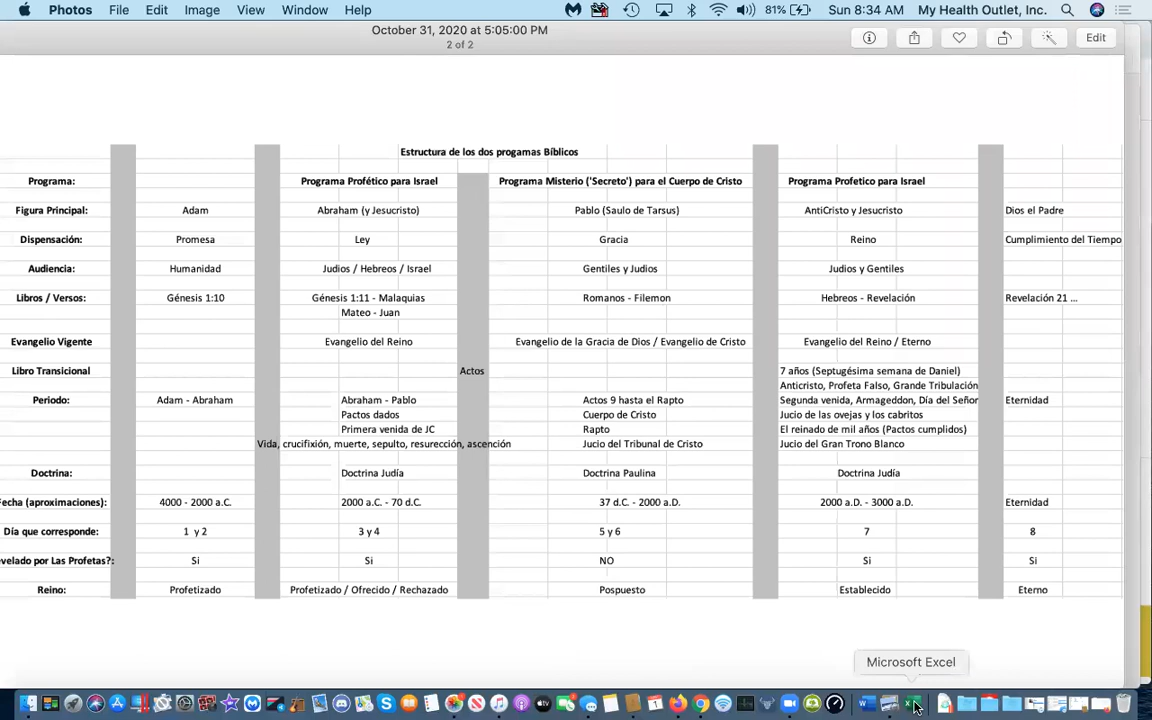 Photos File Edit Image View Window Help 81% Sun 8:34 AM My Health Outlet, Inc.
October 31, 2020 at 5:05:00 PM
2 of 2
Edit
Estructura de los dos progamas Bíblicos
Programa: Programa Profético para Israel Programa Misterio ('Secreto') para el Cuerpo de Cristo Programa Profetico para Israel
Figura Principal: Adam Abraham (y Jesucristo) Pablo (Saulo de Tarsus) AntiCristo y Jesucristo Dios el Padre
Dispensación: Promesa Ley Gracia Reino Cumplimiento del Tiempo
Audiencia: Humanidad Judios / Hebreos / Israel Gentiles y Judios Judios y Gentiles
Libros / Versos: Génesis 1:10 Génesis 1:11 - Malaquias Romanos - Filemon Hebreos - Revelación Revelación 21 ...
Mateo - Juan
Evangelio Vigente Evangelio del Reino Evangelio de la Gracia de Dios / Evangelio de Cristo Evangelio del Reino / Eterno
Libro Transicional Actos 7 años (Septugésima semana de Daniel)
Anticristo, Profeta Falso, Grande Tribulación
Periodo: Adam - Abraham Abraham - Pablo Actos 9 hasta el Rapto Segunda venida, Armageddon, Día del Señor Eternidad
Pactos dados Cuerpo de Cristo Jucio de las ovejas y los cabritos
Primera venida de JC Rapto El reinado de mil años (Pactos cumplidos)
Vida, crucifixión, muerte, sepulto, resurección, ascención Jucio del Tribunal de Cristo Jucio del Gran Trono Blanco
Doctrina: Doctrina Judía Doctrina Paulina Doctrina Judía
Fecha (aproximaciones): 4000 - 2000 a.C. 2000 a.C. - 70 d.C. 37 d.C. - 2000 a.D. 2000 a.D. - 3000 a.D. Eternidad
Día que corresponde: 1 y 2 3 y 4 5 y 6 7 8
evelado por Las Profetas?: Si Si NO Si Si
Reino: Profetizado Profetizado / Ofrecido / Rechazado Pospuesto Establecido Eterno
Microsoft Excel